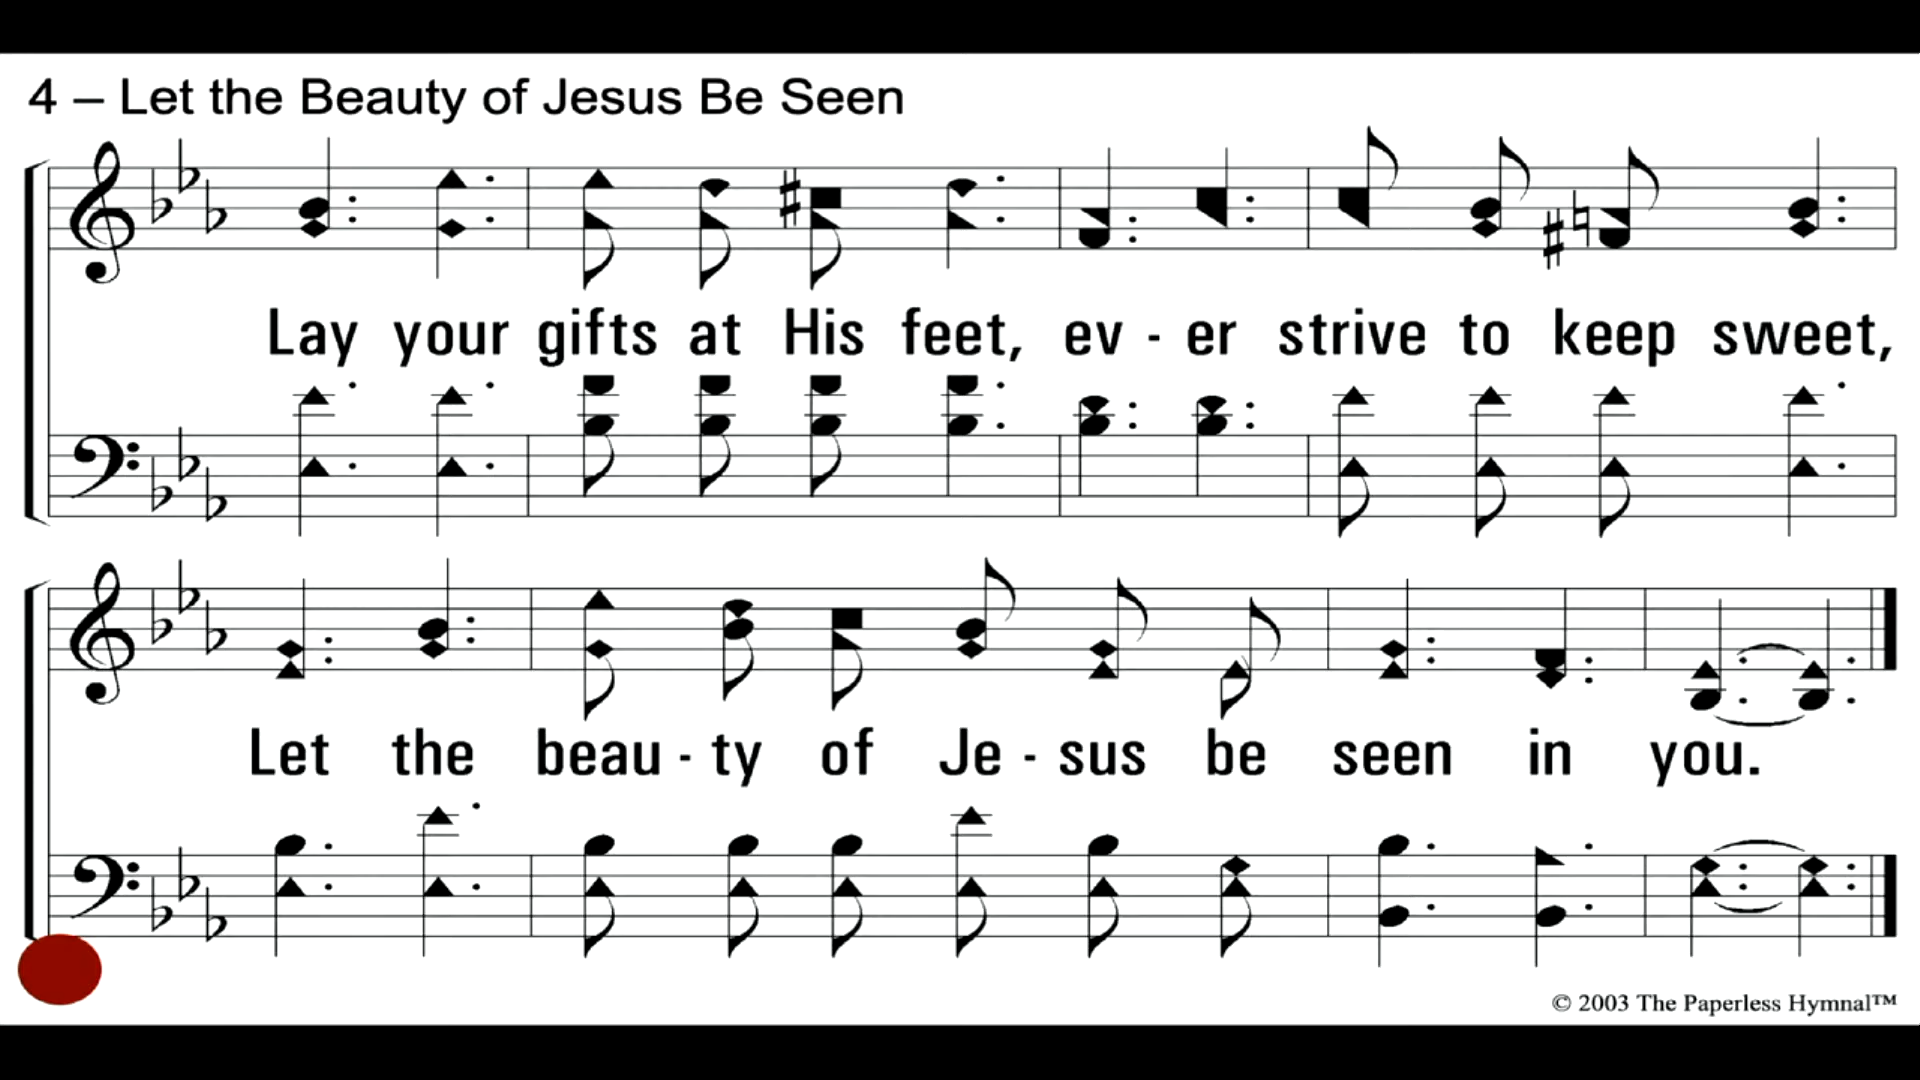 4 – Let the Beauty of Jesus Be Seen
Lay your gifts at His feet, ev - er strive to keep sweet,
Let the beau - ty of Je - sus be seen in you.
© 2003 The Paperless Hymnal™